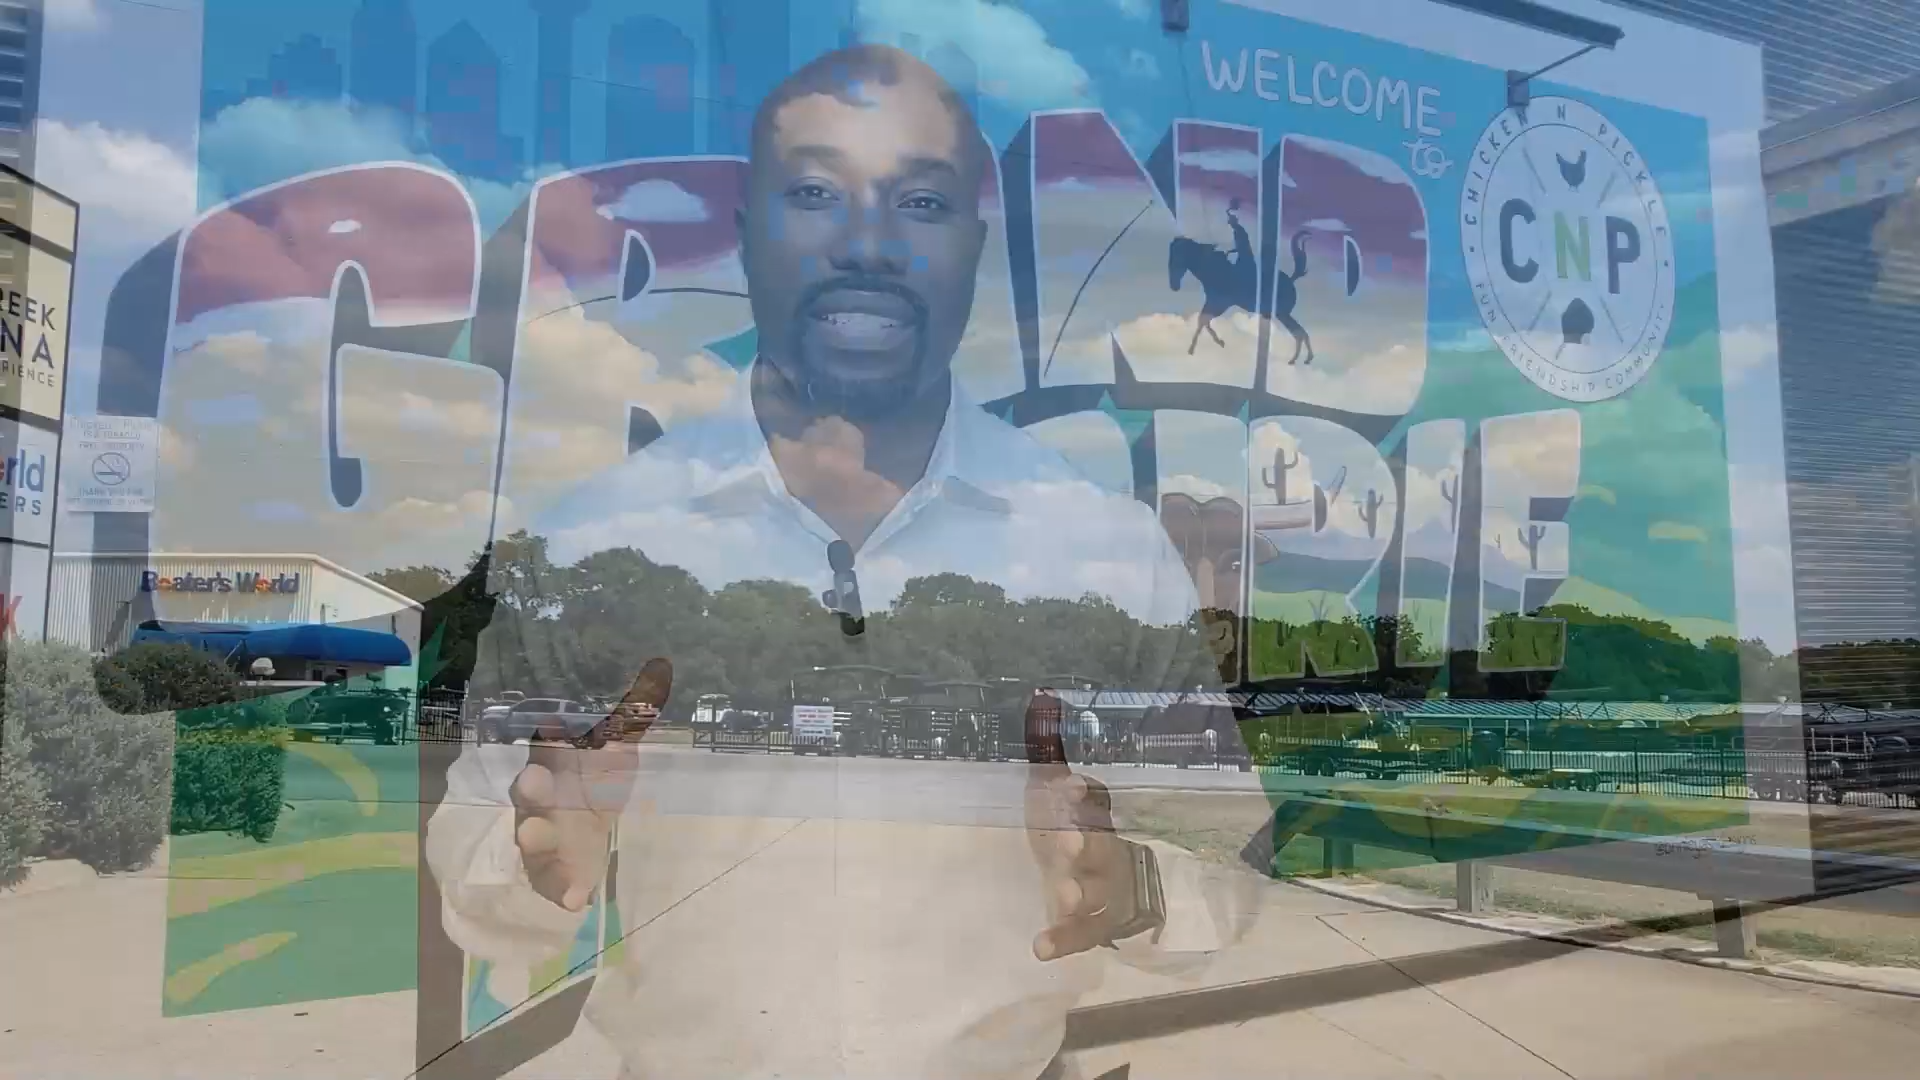 WELCOME
to
GRAND
PRAIRIE
CHICKEN N PICKLE
CNP
FUN FRIENDSHIP COMMUNITY
REEK
NA
RIENCE
rld
ERS
K
Boater's World